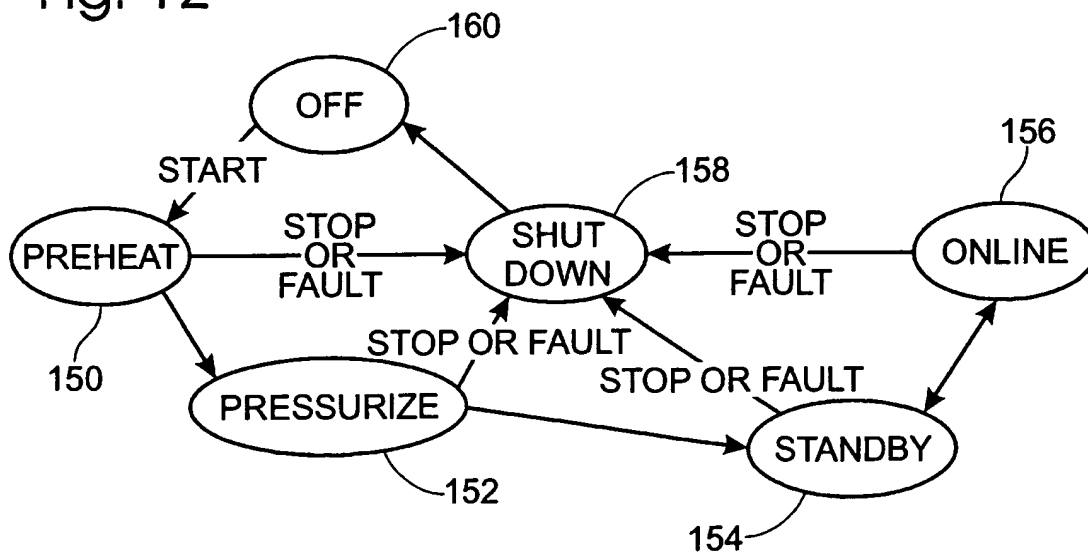 Fig. 12
160
OFF
156
START
158
STOP
OR
FAULT
SHUT
DOWN
STOP
OR
FAULT
PREHEAT
ONLINE
150
STOP OR FAULT
STOP OR FAULT
PRESSURIZE
STANDBY
152
154